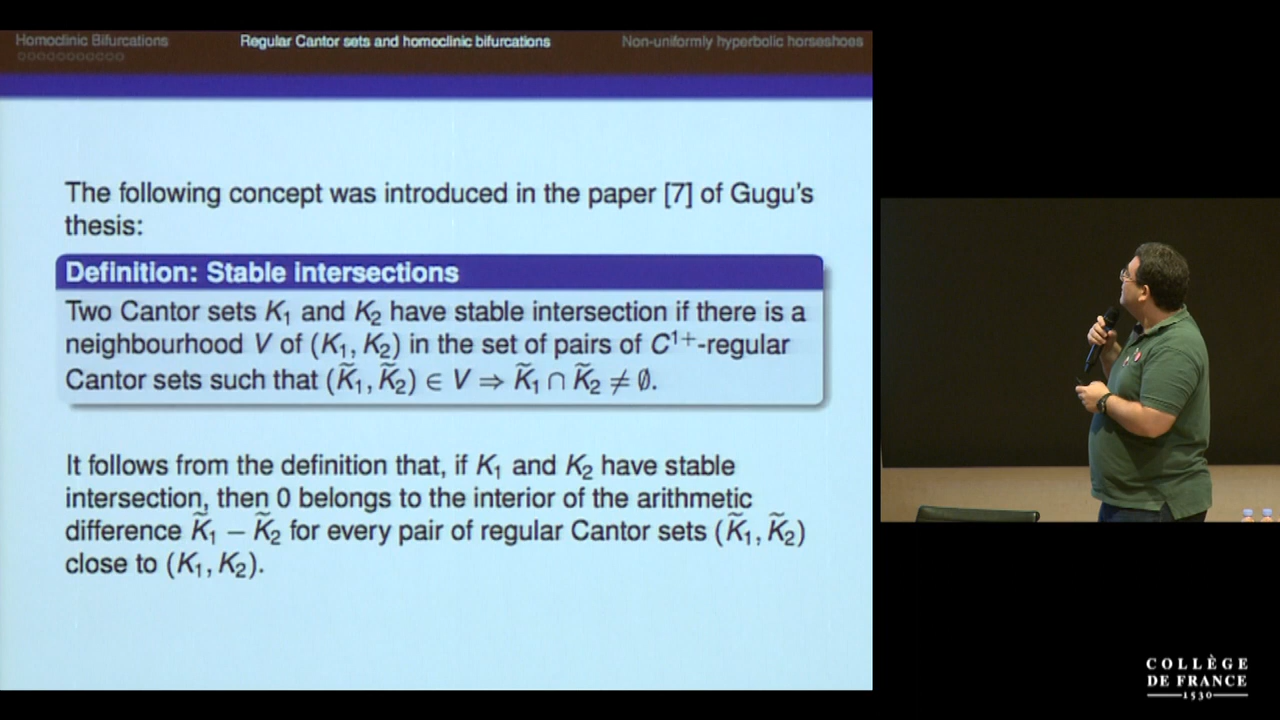 Homoclinic Bifurcations Regular Cantor sets and homoclinic bifurcations Non-uniformly hyperbolic horseshoes
The following concept was introduced in the paper [7] of Gugu's
thesis:
Definition: Stable intersections
Two Cantor sets K₁ and K₂ have stable intersection if there is a
neighbourhood V of (K₁, K₂) in the set of pairs of C¹⁺-regular
Cantor sets such that (K̃₁, K̃₂) ∈ V ⇒ K̃₁ ∩ K̃₂ ≠ ∅.
It follows from the definition that, if K₁ and K₂ have stable
intersection, then 0 belongs to the interior of the arithmetic
difference K̃₁ − K̃₂ for every pair of regular Cantor sets (K̃₁, K̃₂)
close to (K₁, K₂).
COLLÈGE
DE FRANCE
1530